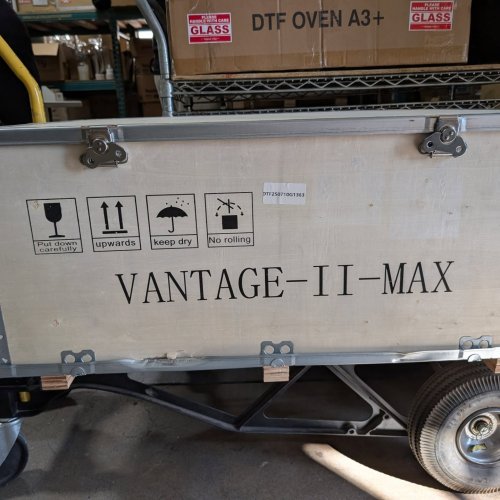 PLEASE
HANDLE WITH CARE
GLASS
DTF OVEN A3+
PLEASE
HANDLE WITH CARE
GLASS
DTF250710G1363
Put down
carefully
upwards
keep dry
No rolling
VANTAGE-II-MAX